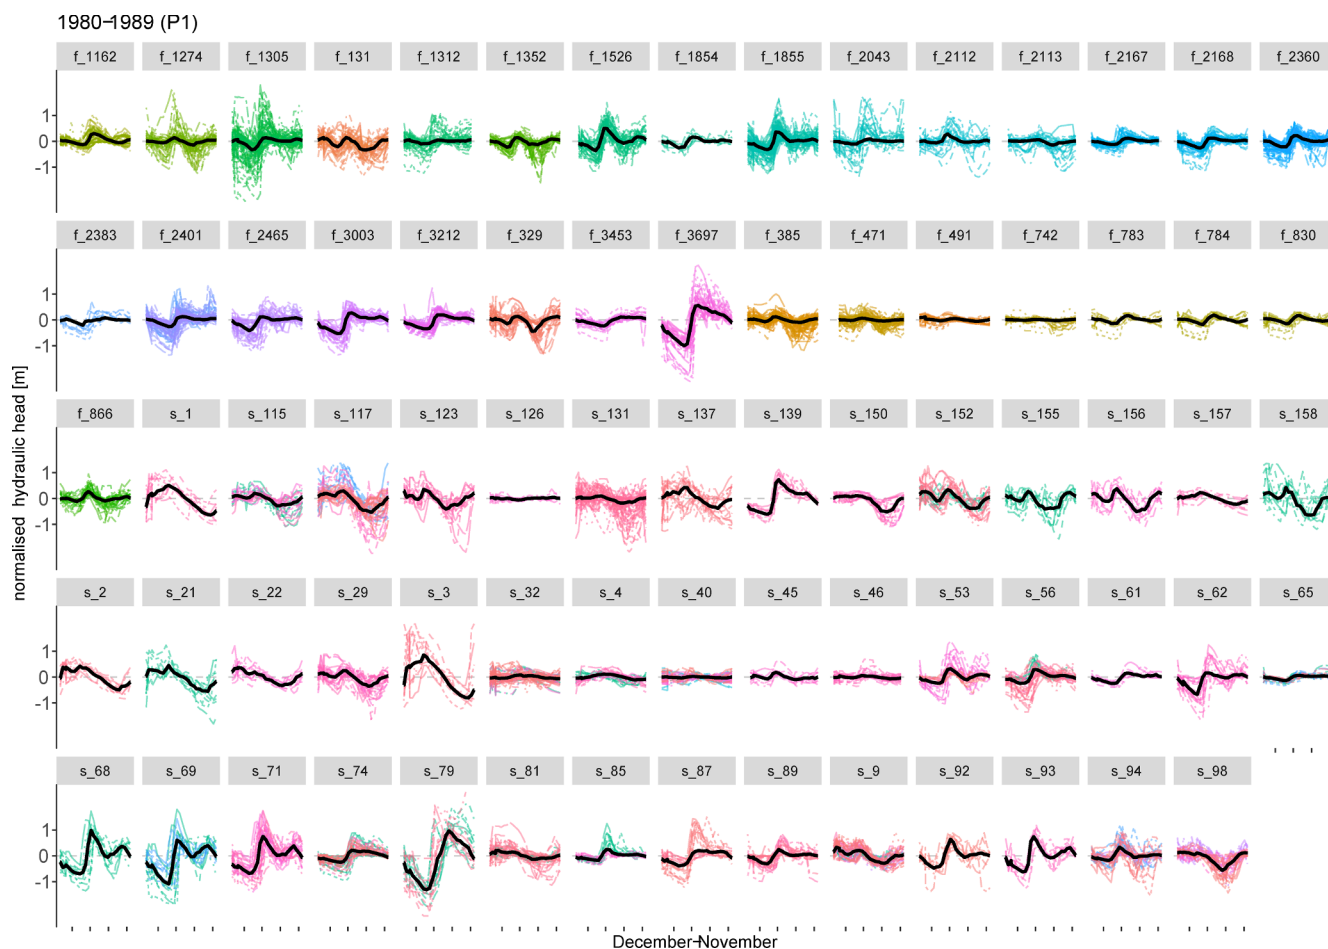 1980-1989 (P1)
f_1162 f_1274 f_1305 f_131 f_1312 f_1352 f_1526 f_1854 f_1855 f_2043 f_2112 f_2113 f_2167 f_2168 f_2360
1
0
-1
f_2383 f_2401 f_2465 f_3003 f_3212 f_329 f_3453 f_3697 f_385 f_471 f_491 f_742 f_783 f_784 f_830
1
0
-1
normalised hydraulic head [m]
f_866 s_1 s_115 s_117 s_123 s_126 s_131 s_137 s_139 s_150 s_152 s_155 s_156 s_157 s_158
1
0
-1
s_2 s_21 s_22 s_29 s_3 s_32 s_4 s_40 s_45 s_46 s_53 s_56 s_61 s_62 s_65
1
0
-1
s_68 s_69 s_71 s_74 s_79 s_81 s_85 s_87 s_89 s_9 s_92 s_93 s_94 s_98
1
0
-1
December-November